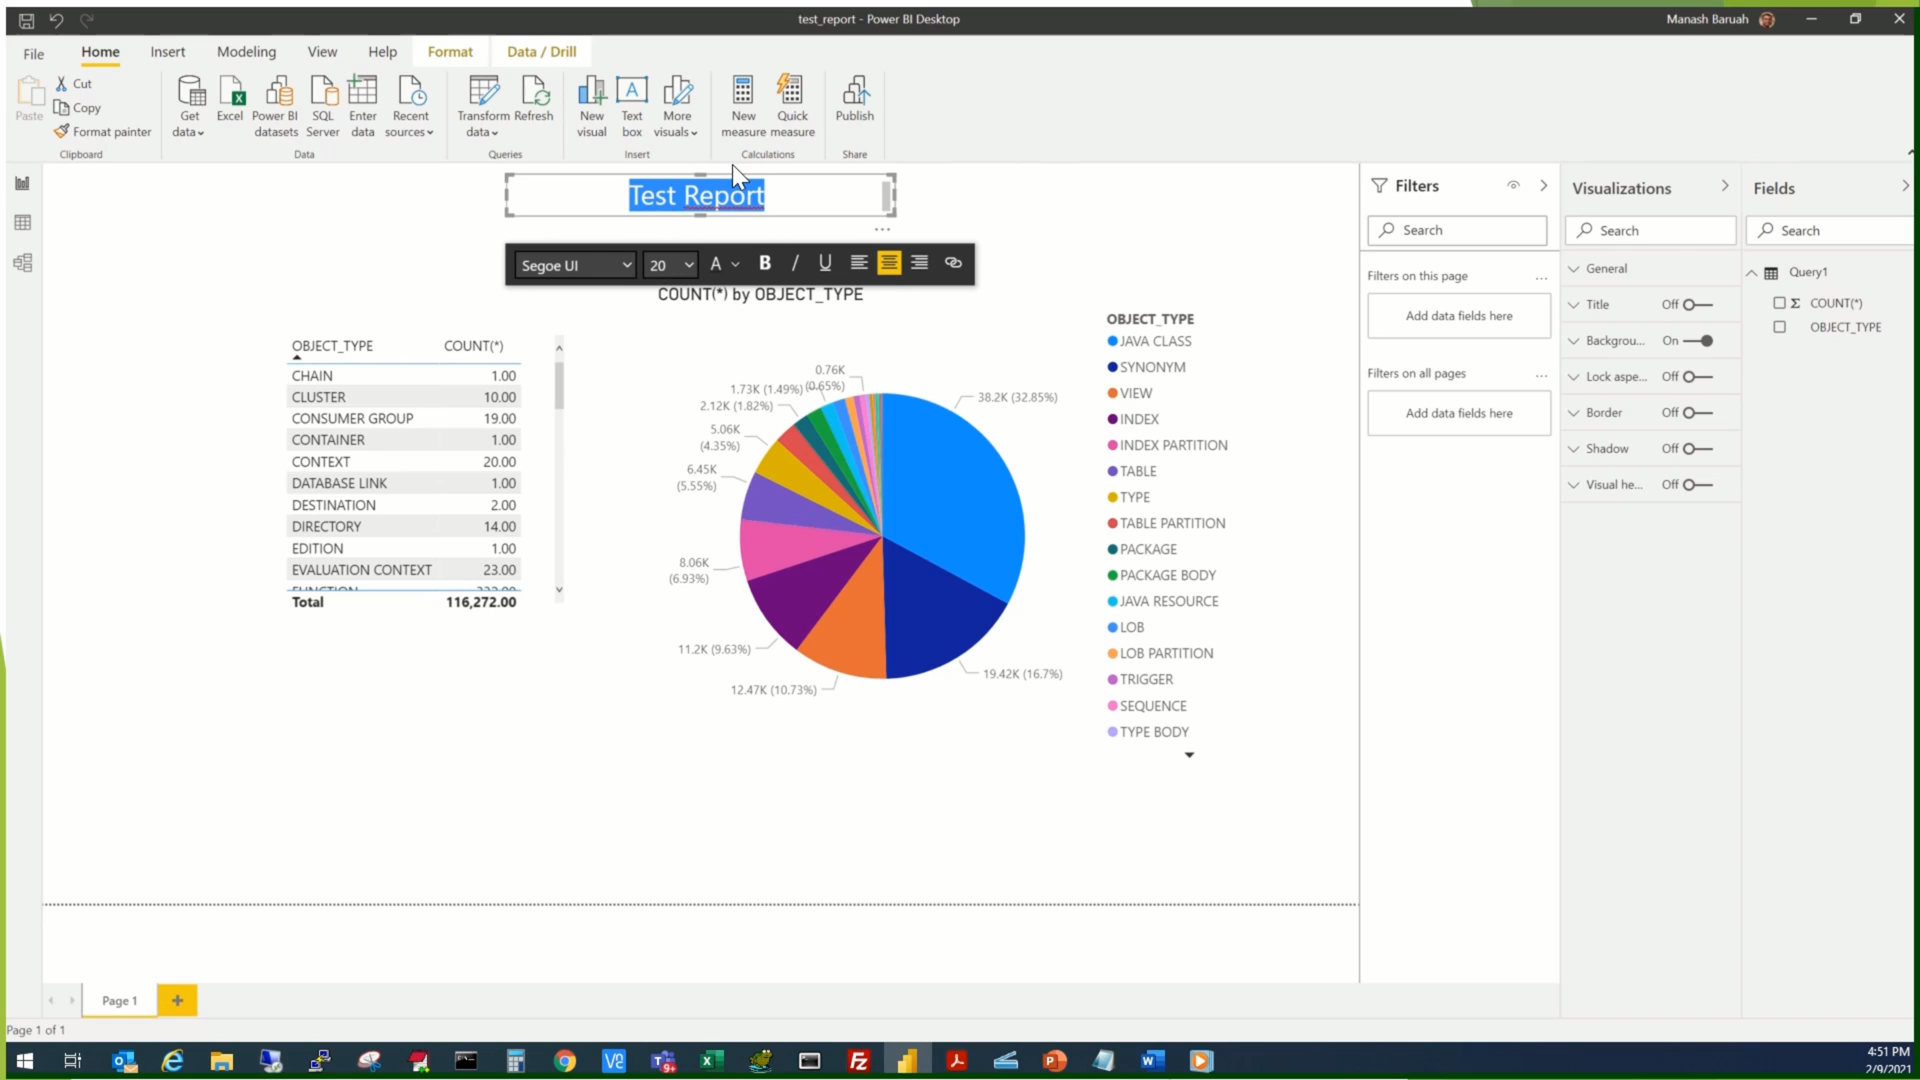 test_report - Power BI Desktop
Manash Baruah
File
Home
Insert
Modeling
View
Help
Format
Data / Drill
Paste
Cut
Copy
Format painter
Clipboard
Get data
Excel
Power BI datasets
SQL Server
Enter data
Recent sources
Data
Transform data
Refresh
Queries
New visual
Text box
More visuals
Insert
New measure
Quick measure
Calculations
Publish
Share
Test Report
Segoe UI
20
A
B
I
U
COUNT(*) by OBJECT_TYPE
OBJECT_TYPE COUNT(*)
CHAIN 1.00
CLUSTER 10.00
CONSUMER GROUP 19.00
CONTAINER 1.00
CONTEXT 20.00
DATABASE LINK 1.00
DESTINATION 2.00
DIRECTORY 14.00
EDITION 1.00
EVALUATION CONTEXT 23.00
Total 116,272.00
0.76K
(0.65%)
1.73K (1.49%)
2.12K (1.82%)
5.06K
(4.35%)
6.45K
(5.55%)
8.06K
(6.93%)
11.2K (9.63%)
12.47K (10.73%)
19.42K (16.7%)
38.2K (32.85%)
OBJECT_TYPE
JAVA CLASS
SYNONYM
VIEW
INDEX
INDEX PARTITION
TABLE
TYPE
TABLE PARTITION
PACKAGE
PACKAGE BODY
JAVA RESOURCE
LOB
LOB PARTITION
TRIGGER
SEQUENCE
TYPE BODY
Filters
Search
Filters on this page ...
Add data fields here
Filters on all pages ...
Add data fields here
Visualizations
Search
General
Title Off
Backgrou... On
Lock aspe... Off
Border Off
Shadow Off
Visual he... Off
Fields
Search
Query1
Σ COUNT(*)
OBJECT_TYPE
Page 1
+
Page 1 of 1
4:51 PM
2/9/2021